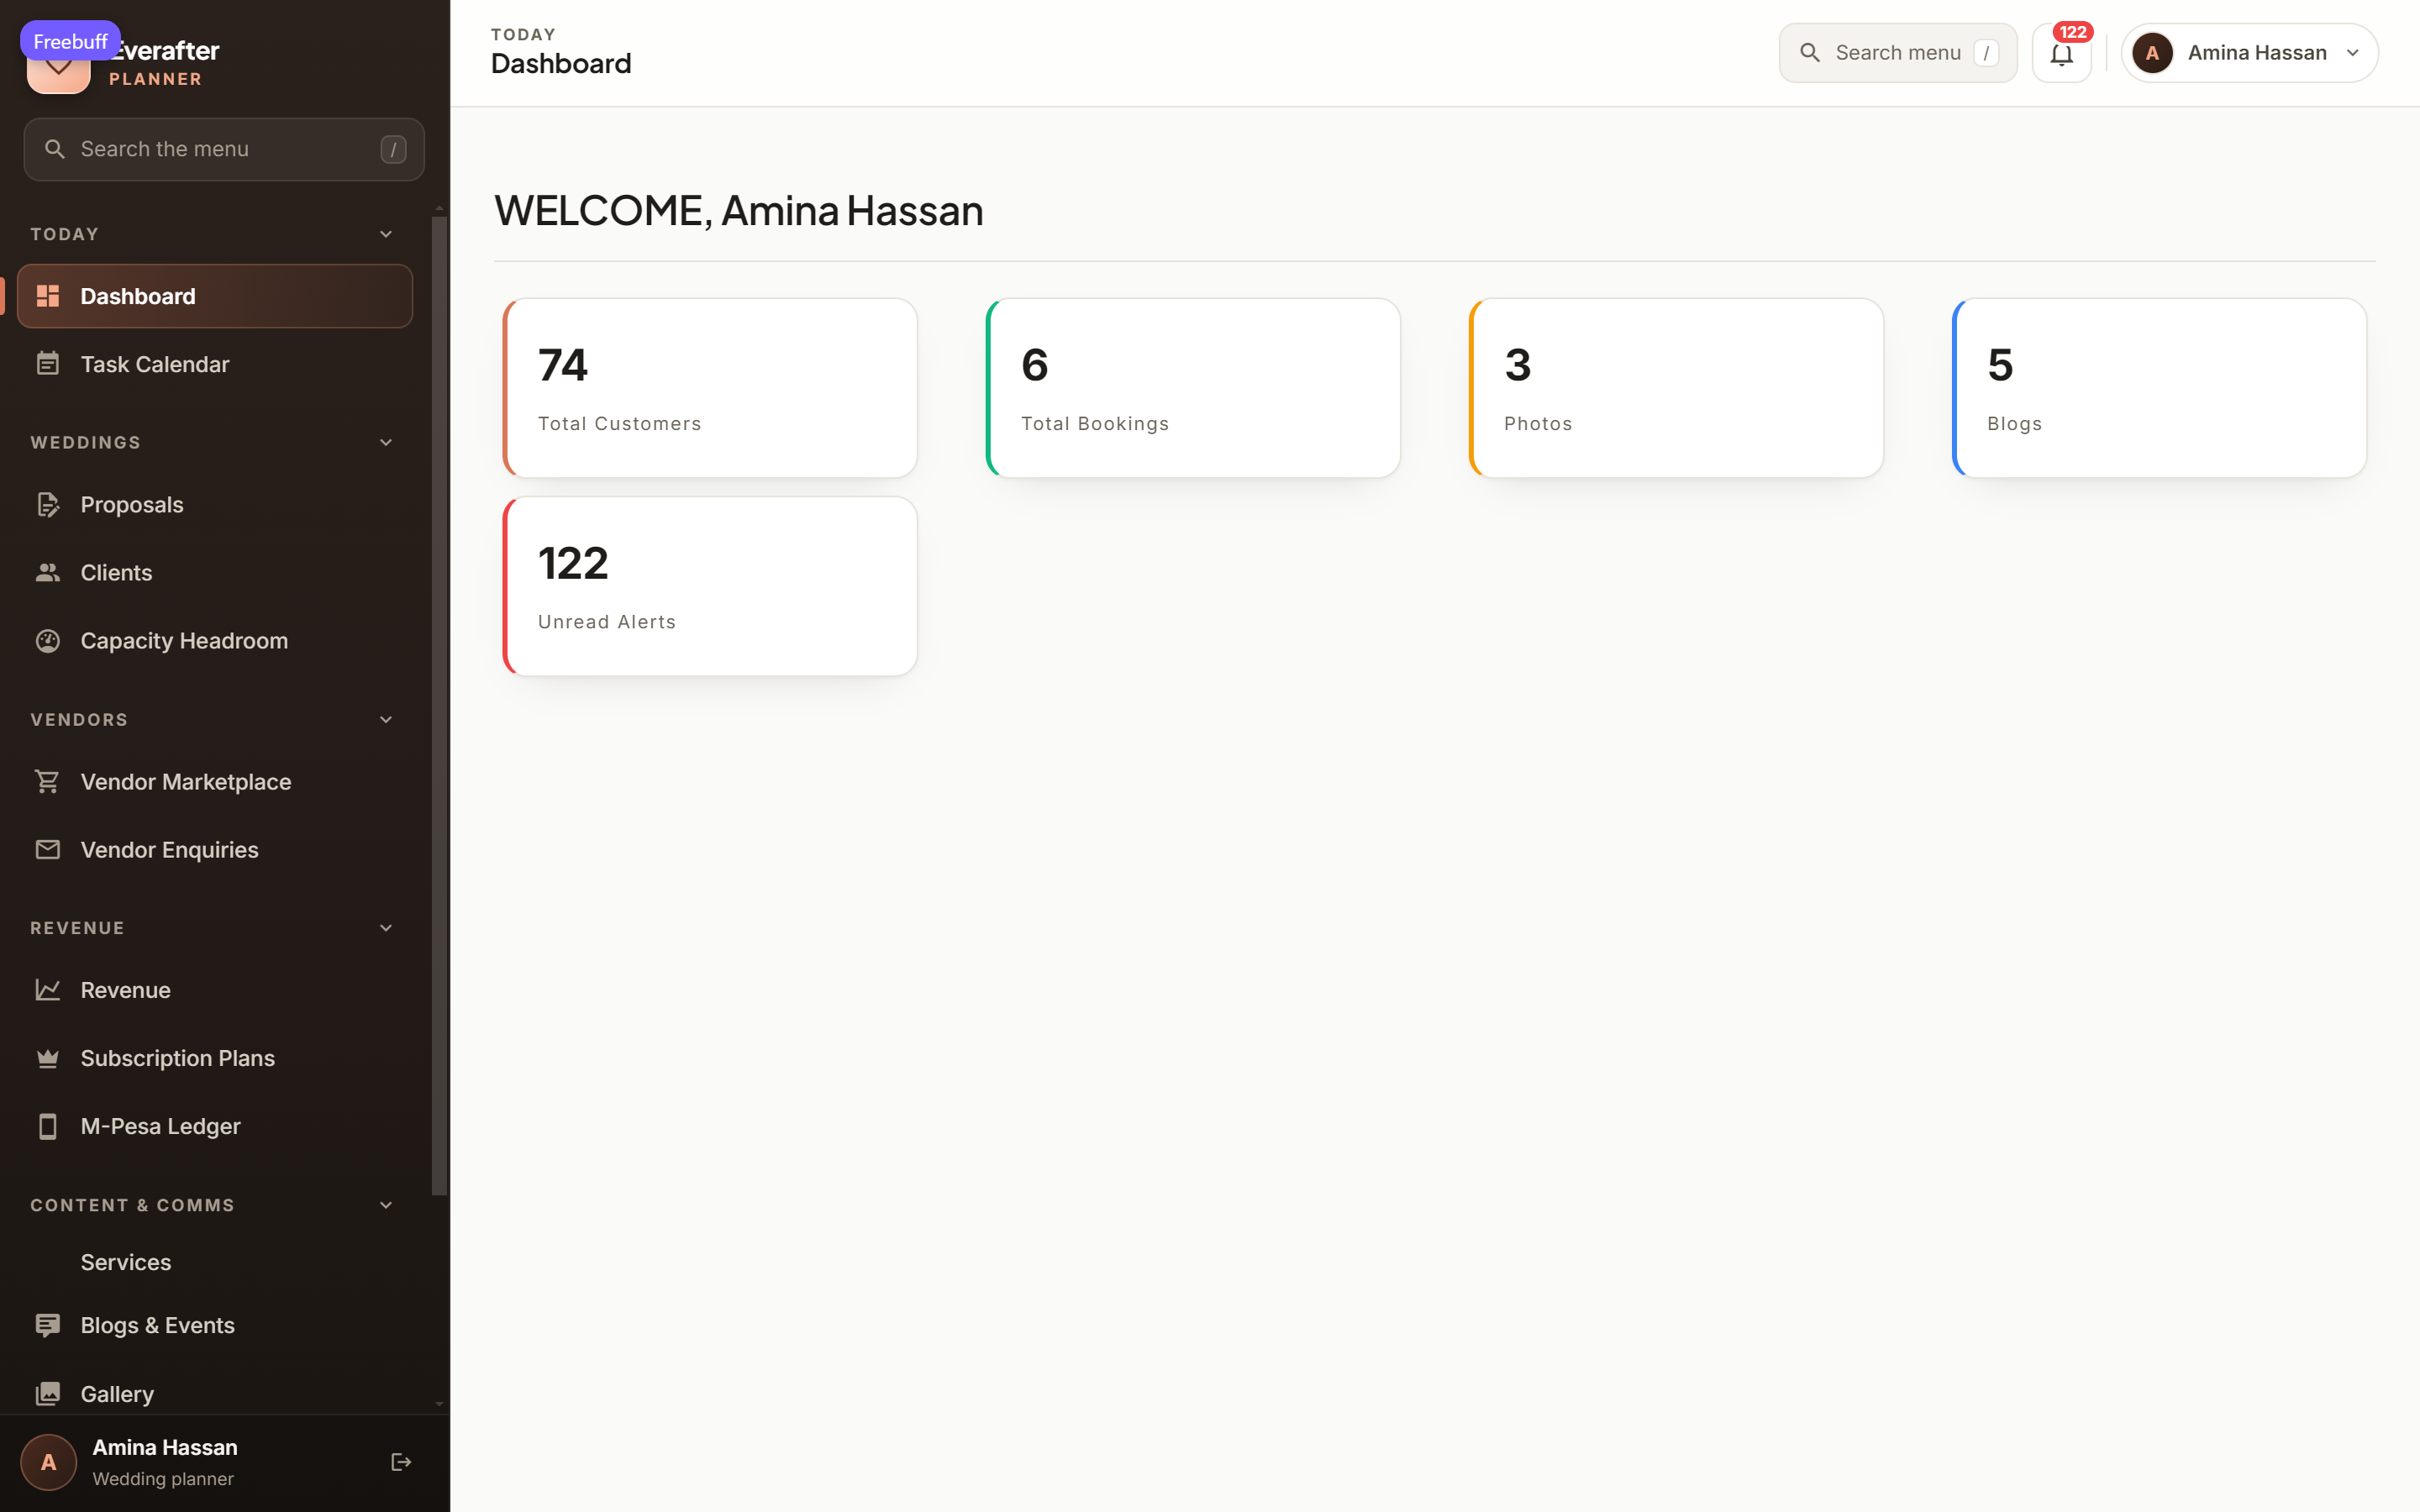 Freebuff
Everafter
PLANNER
Search the menu /
TODAY
Dashboard
Task Calendar
WEDDINGS
Proposals
Clients
Capacity Headroom
VENDORS
Vendor Marketplace
Vendor Enquiries
REVENUE
Revenue
Subscription Plans
M-Pesa Ledger
CONTENT & COMMS
Services
Blogs & Events
Gallery
A
Amina Hassan
Wedding planner
TODAY
Dashboard
Search menu /
122
A
Amina Hassan
WELCOME, Amina Hassan
74
Total Customers
6
Total Bookings
3
Photos
5
Blogs
122
Unread Alerts